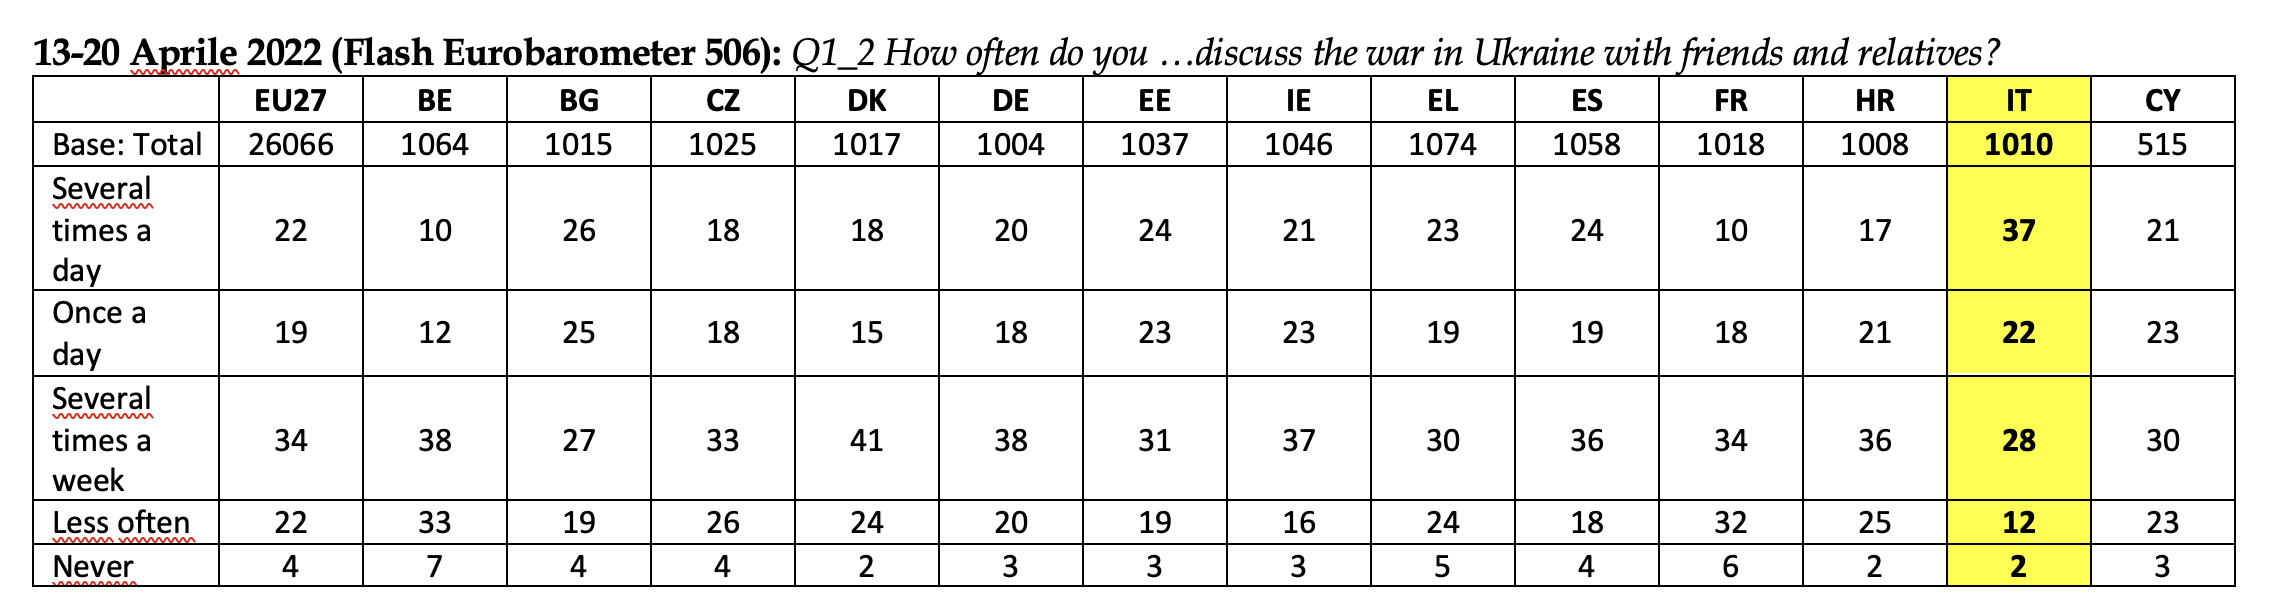 13-20 Aprile 2022 (Flash Eurobarometer 506): Q1_2 How often do you …discuss the war in Ukraine with friends and relatives?
EU27 BE BG CZ DK DE EE IE EL ES FR HR IT CY
Base: Total 26066 1064 1015 1025 1017 1004 1037 1046 1074 1058 1018 1008 1010 515
Several
times a 22 10 26 18 18 20 24 21 23 24 10 17 37 21
day
Once a
day 19 12 25 18 15 18 23 23 19 19 18 21 22 23
Several
times a 34 38 27 33 41 38 31 37 30 36 34 36 28 30
week
Less often 22 33 19 26 24 20 19 16 24 18 32 25 12 23
Never 4 7 4 4 2 3 3 3 5 4 6 2 2 3